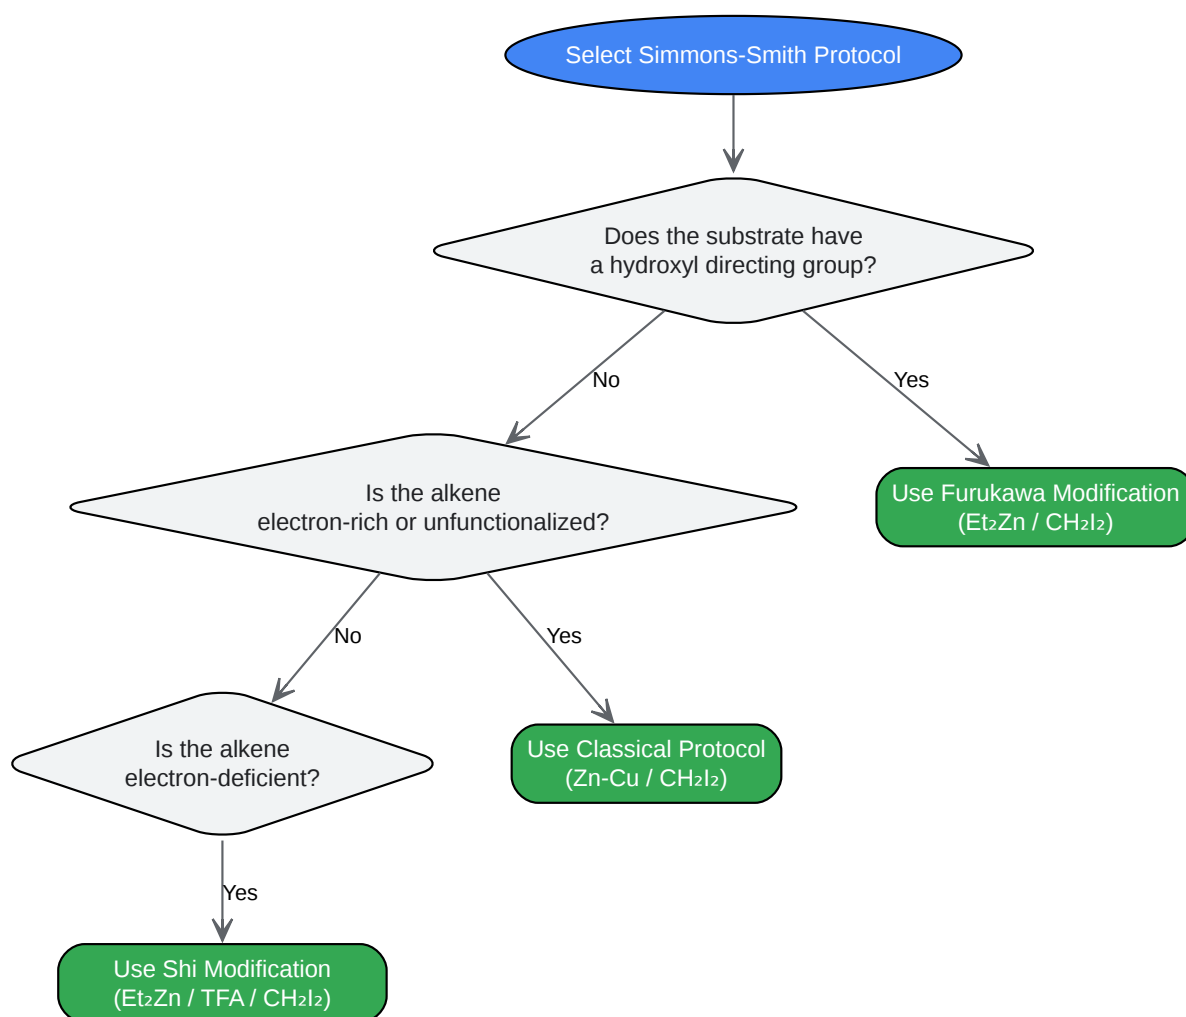 Select Simmons-Smith Protocol
Does the substrate have
a hydroxyl directing group?
No
Yes
Is the alkene
electron-rich or unfunctionalized?
Use Furukawa Modification
(Et₂Zn / CH₂I₂)
No
Yes
Is the alkene
electron-deficient?
Use Classical Protocol
(Zn-Cu / CH₂I₂)
Yes
Use Shi Modification
(Et₂Zn / TFA / CH₂I₂)